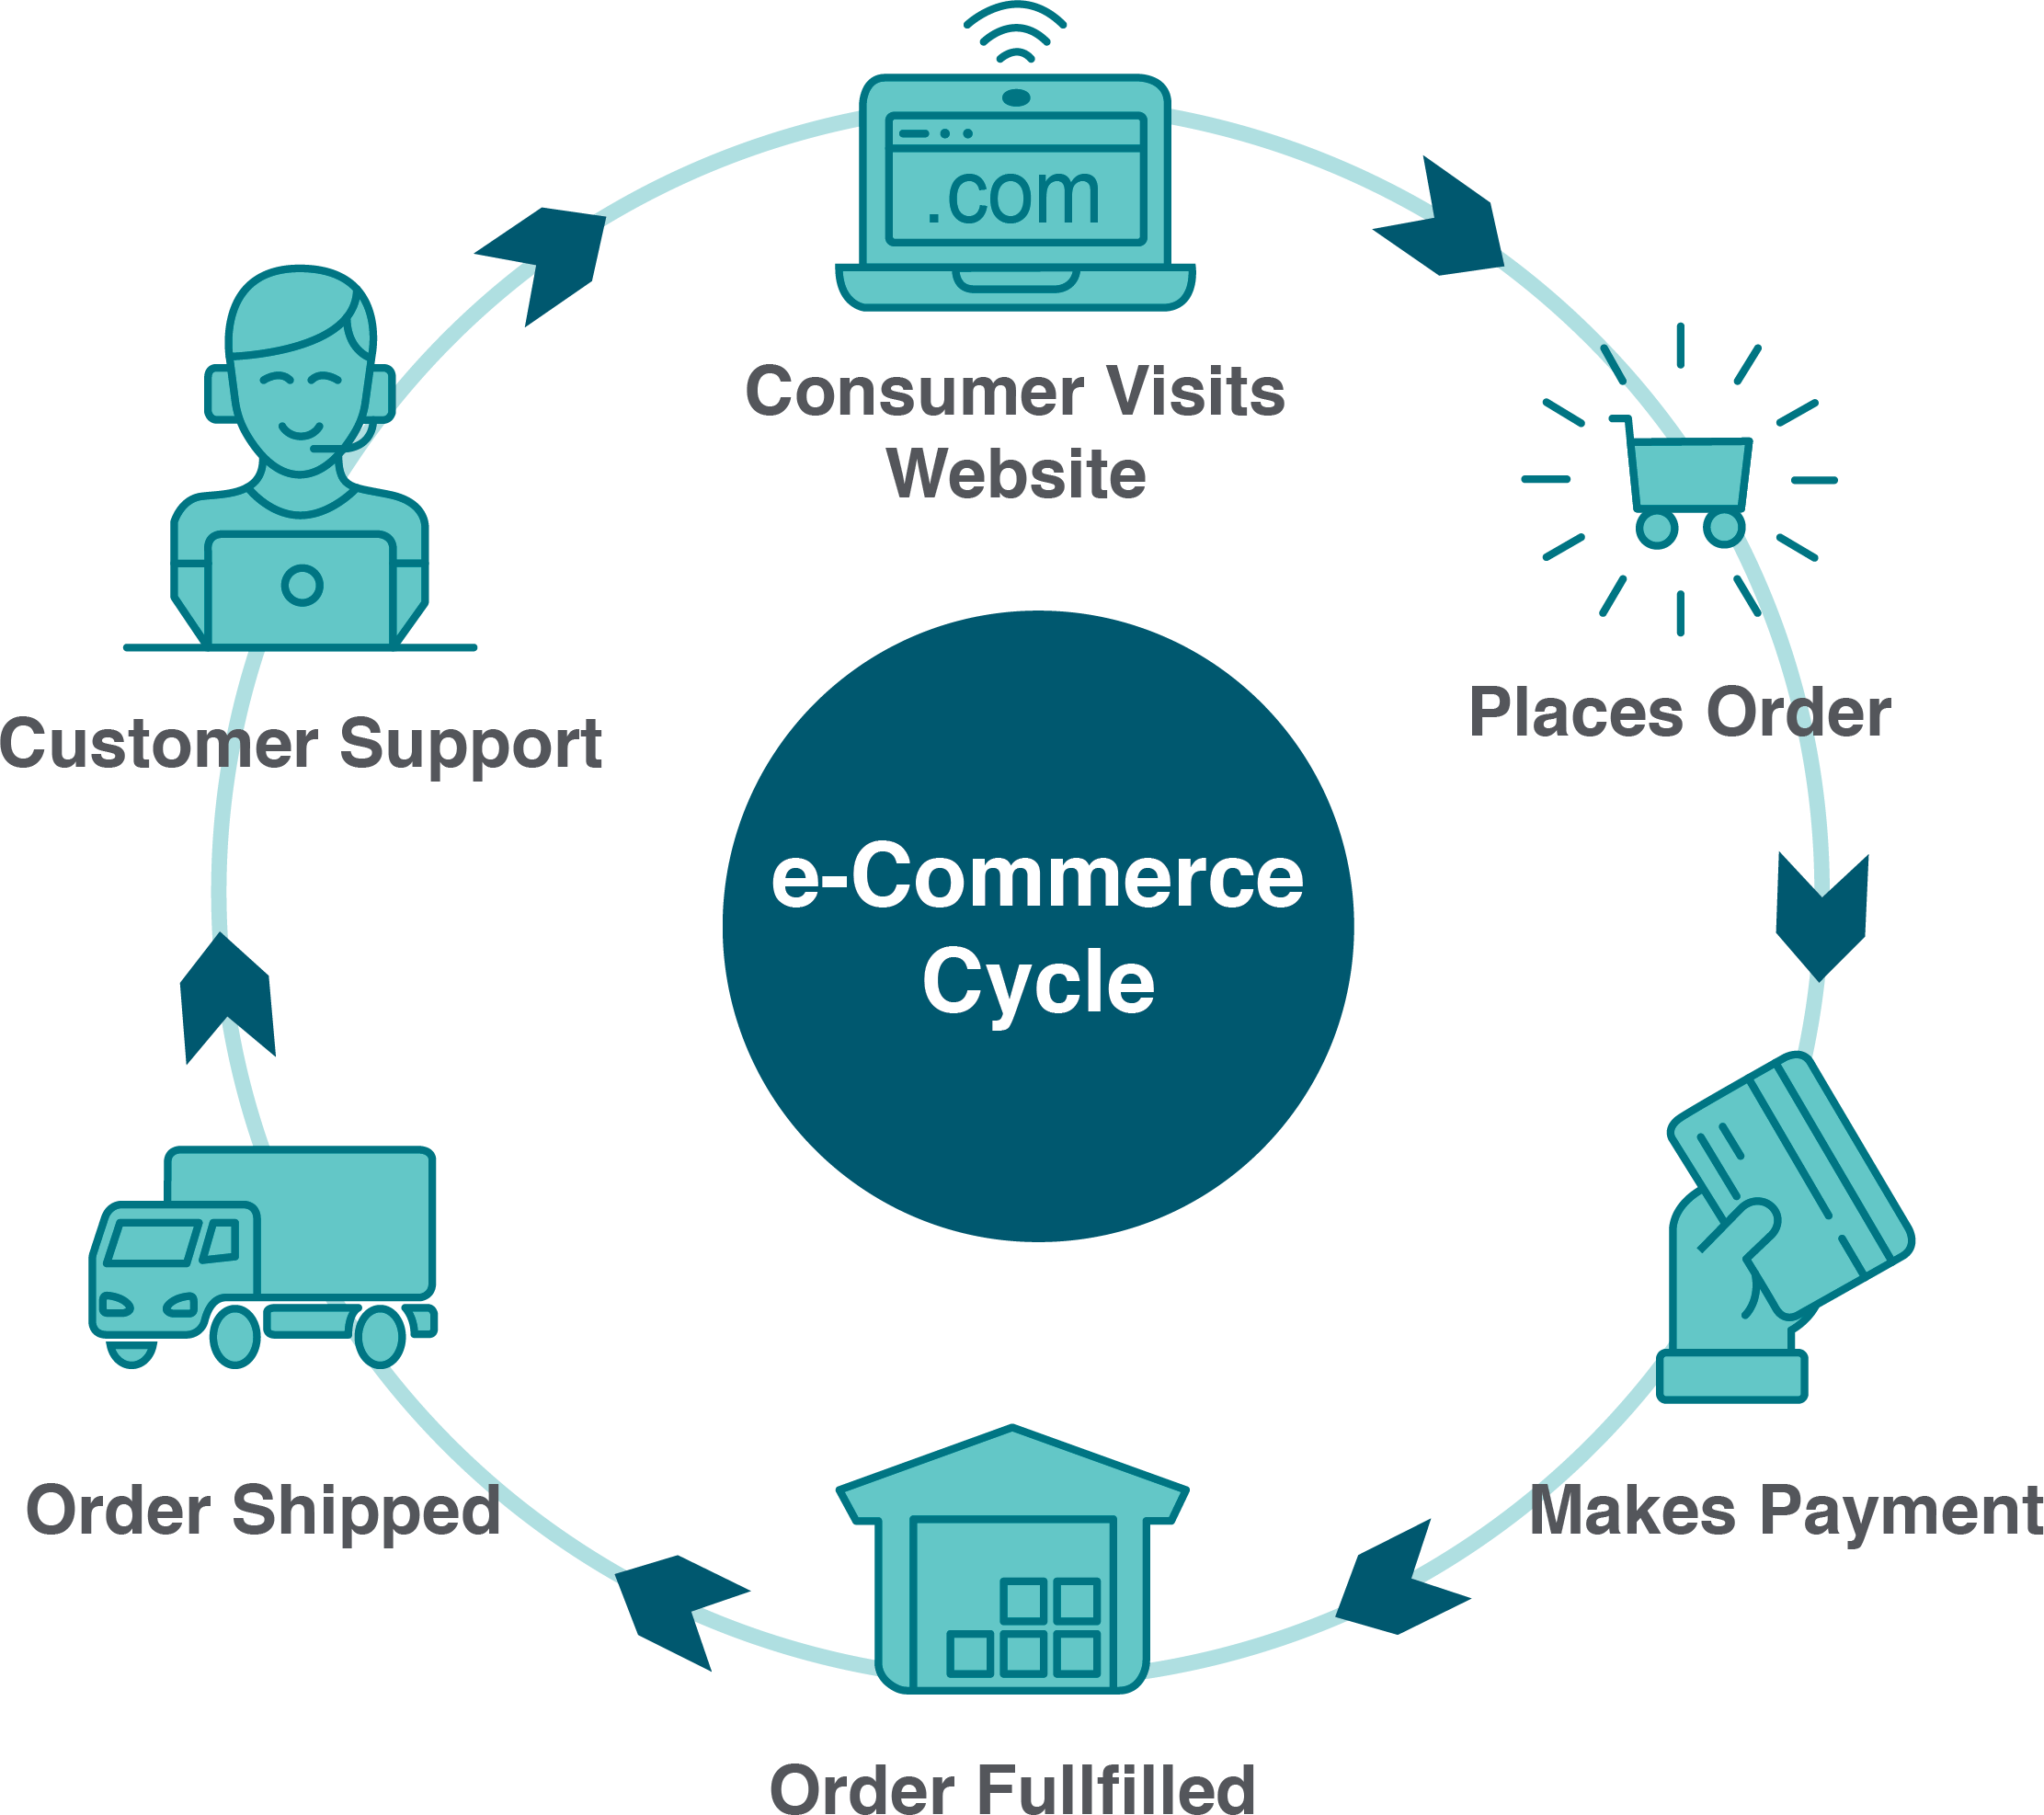 .com
Consumer Visits
Website
Places Order
Customer Support
e-Commerce
Cycle
Makes Payment
Order Shipped
Order Fullfilled